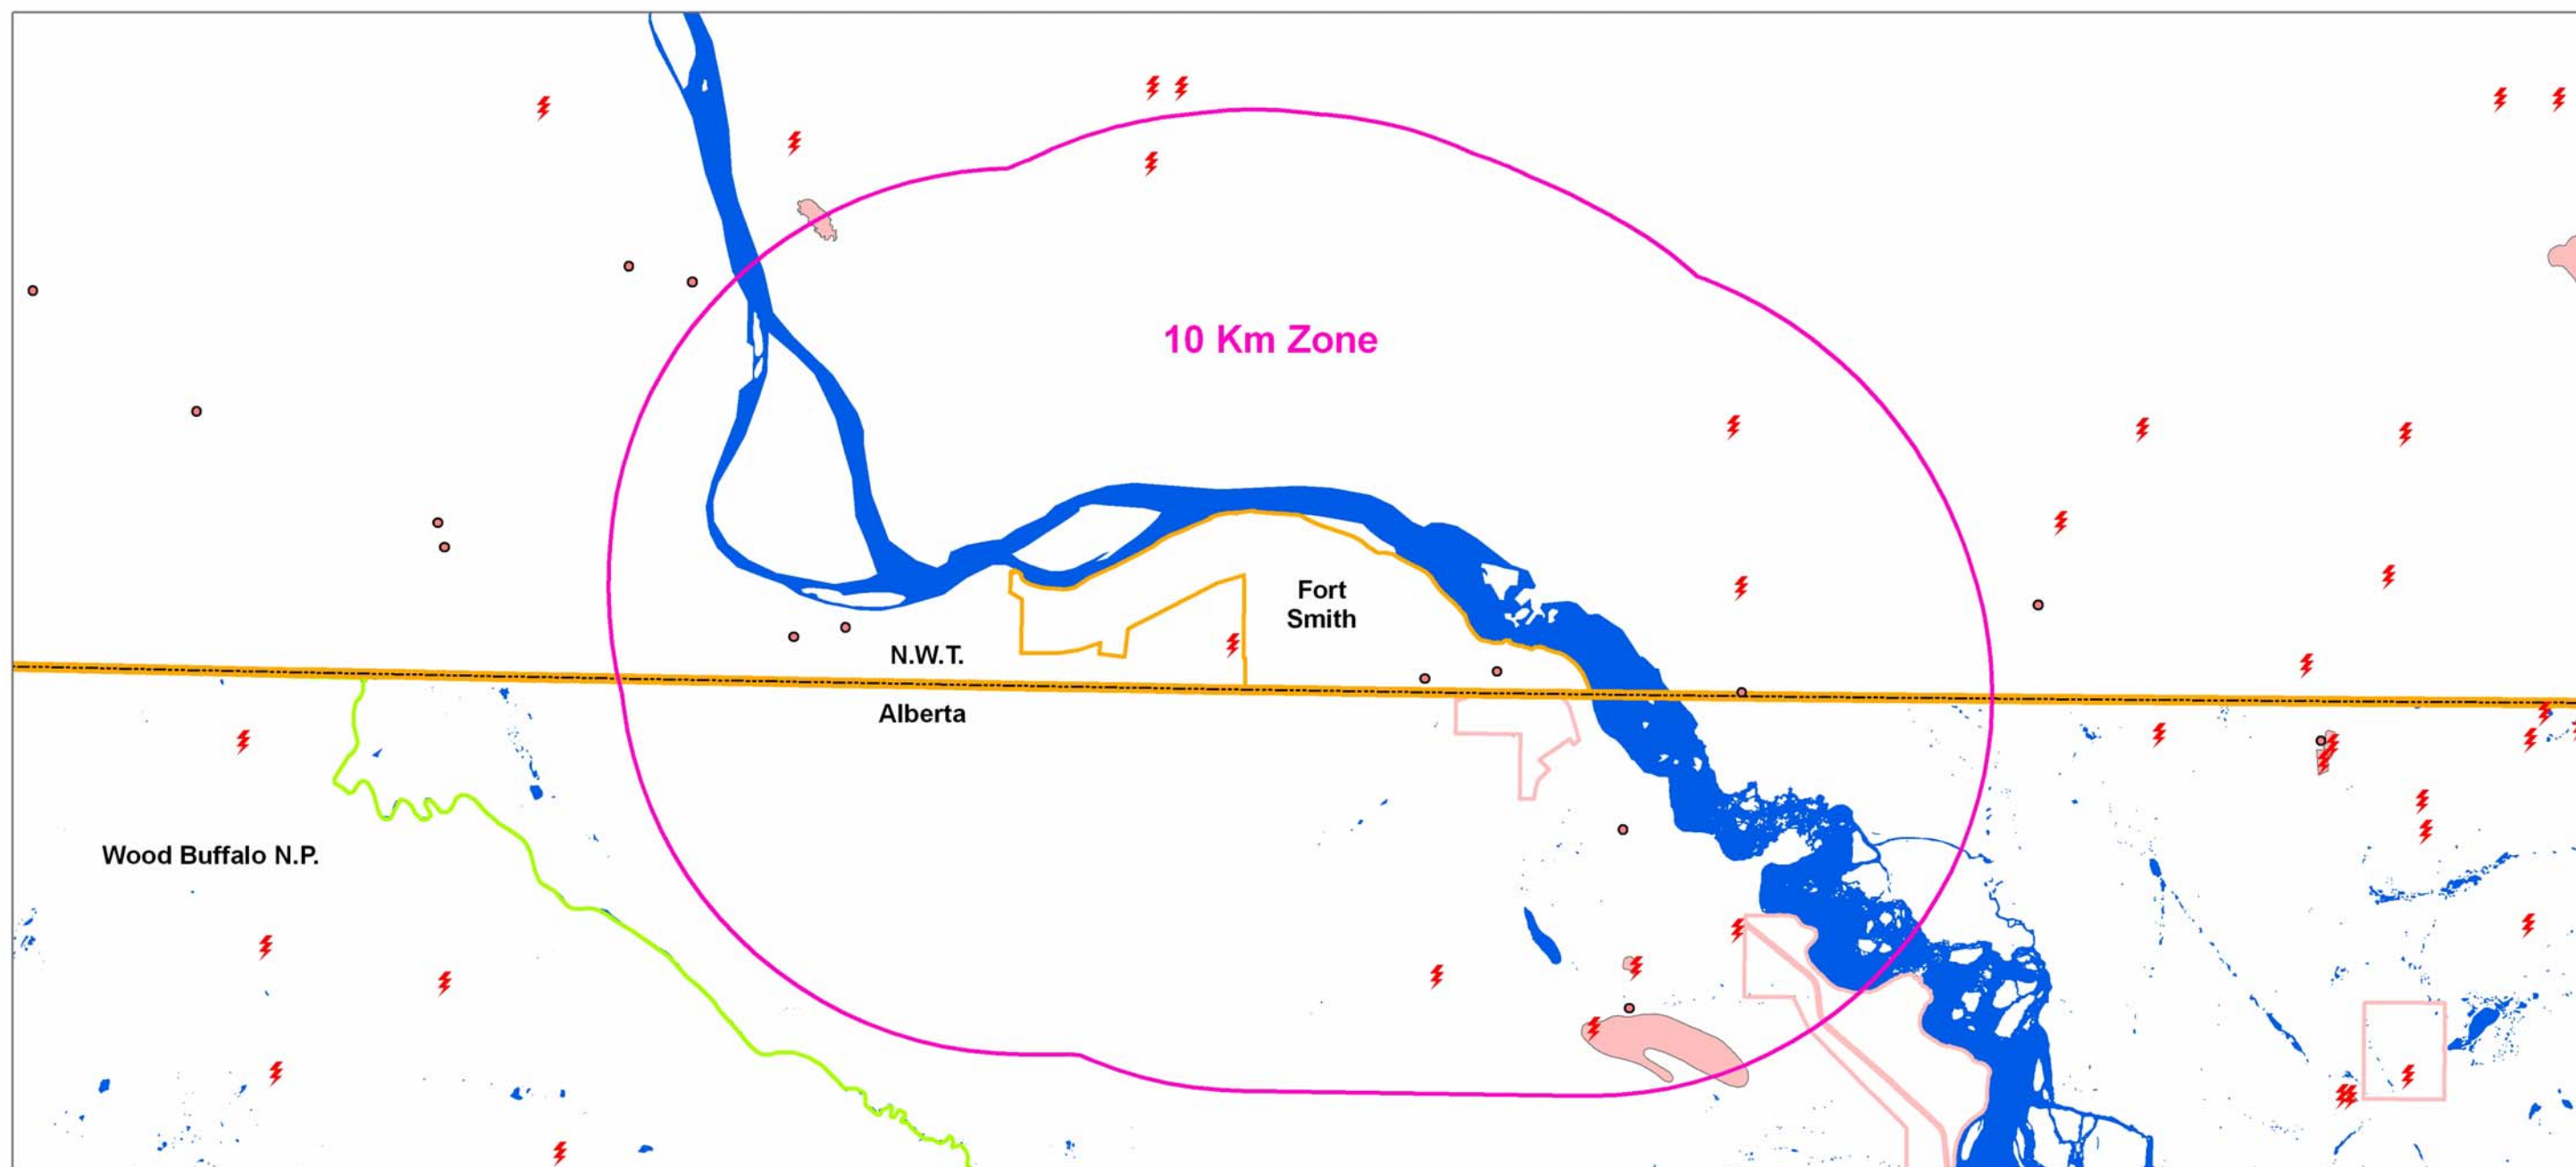 10 Km Zone
Fort
Smith
N.W.T.
Alberta
Wood Buffalo N.P.